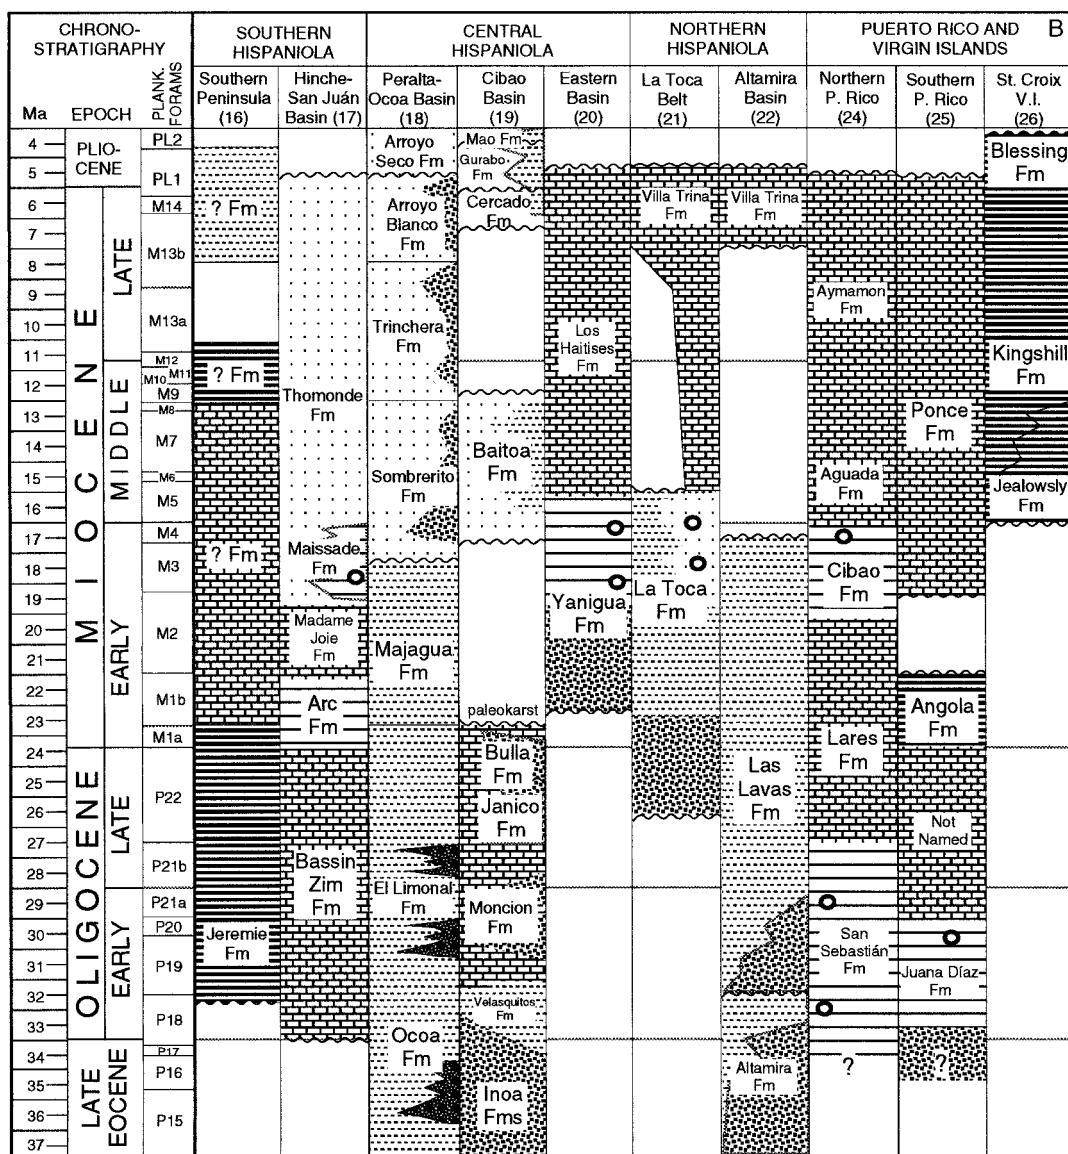 CHRONO-
STRATIGRAPHY
SOUTHERN
HISPANIOLA
CENTRAL
HISPANIOLA
NORTHERN
HISPANIOLA
PUERTO RICO AND
VIRGIN ISLANDS
B
Ma
EPOCH
PLANK.
FORAMS
Southern
Peninsula
(16)
Hinche-
San Juán
Basin (17)
Peralta-
Ocoa Basin
(18)
Cibao
Basin
(19)
Eastern
Basin
(20)
La Toca
Belt
(21)
Altamira
Basin
(22)
Northern
P. Rico
(24)
Southern
P. Rico
(25)
St. Croix
V.I.
(26)
4
5
6
7
8
9
10
11
12
13
14
15
16
17
18
19
20
21
22
23
24
25
26
27
28
29
30
31
32
33
34
35
36
37
PLIO-
CENE
MIOCENE
LATE
MIDDLE
EARLY
OLIGOCENE
LATE
EARLY
LATE
EOCENE
PL2
PL1
M14
M13b
M13a
M12
M11
M10
M9
M8
M7
M6
M5
M4
M3
M2
M1b
M1a
P22
P21b
P21a
P20
P19
P18
P17
P16
P15
? Fm
? Fm
? Fm
Jeremie
Fm
Thomonde
Fm
Maissade
Fm
Madame
Joie
Fm
Arc
Fm
Bassin
Zim
Fm
Arroyo
Seco Fm
Arroyo
Blanco
Fm
Trinchera
Fm
Sombrerito
Fm
Majagua
Fm
El Limonal
Fm
Ocoa
Fm
Mao Fm
Gurabo
Fm
Cercado
Fm
Baitoa
Fm
paleokarst
Bulla
Fm
Janico
Fm
Moncion
Fm
Velasquitos
Fm
Inoa
Fms
Los
Haitises
Fm
Yanigua
Fm
Villa Trina
Fm
La Toca
Fm
Villa Trina
Fm
Las
Lavas
Fm
Altamira
Fm
Aymamon
Fm
Aguada
Fm
Cibao
Fm
Lares
Fm
San
Sebastián
Fm
?
Ponce
Fm
Angola
Fm
Not
Named
Juana Díaz
Fm
?
Blessing
Fm
Kingshill
Fm
Jealowsly
Fm